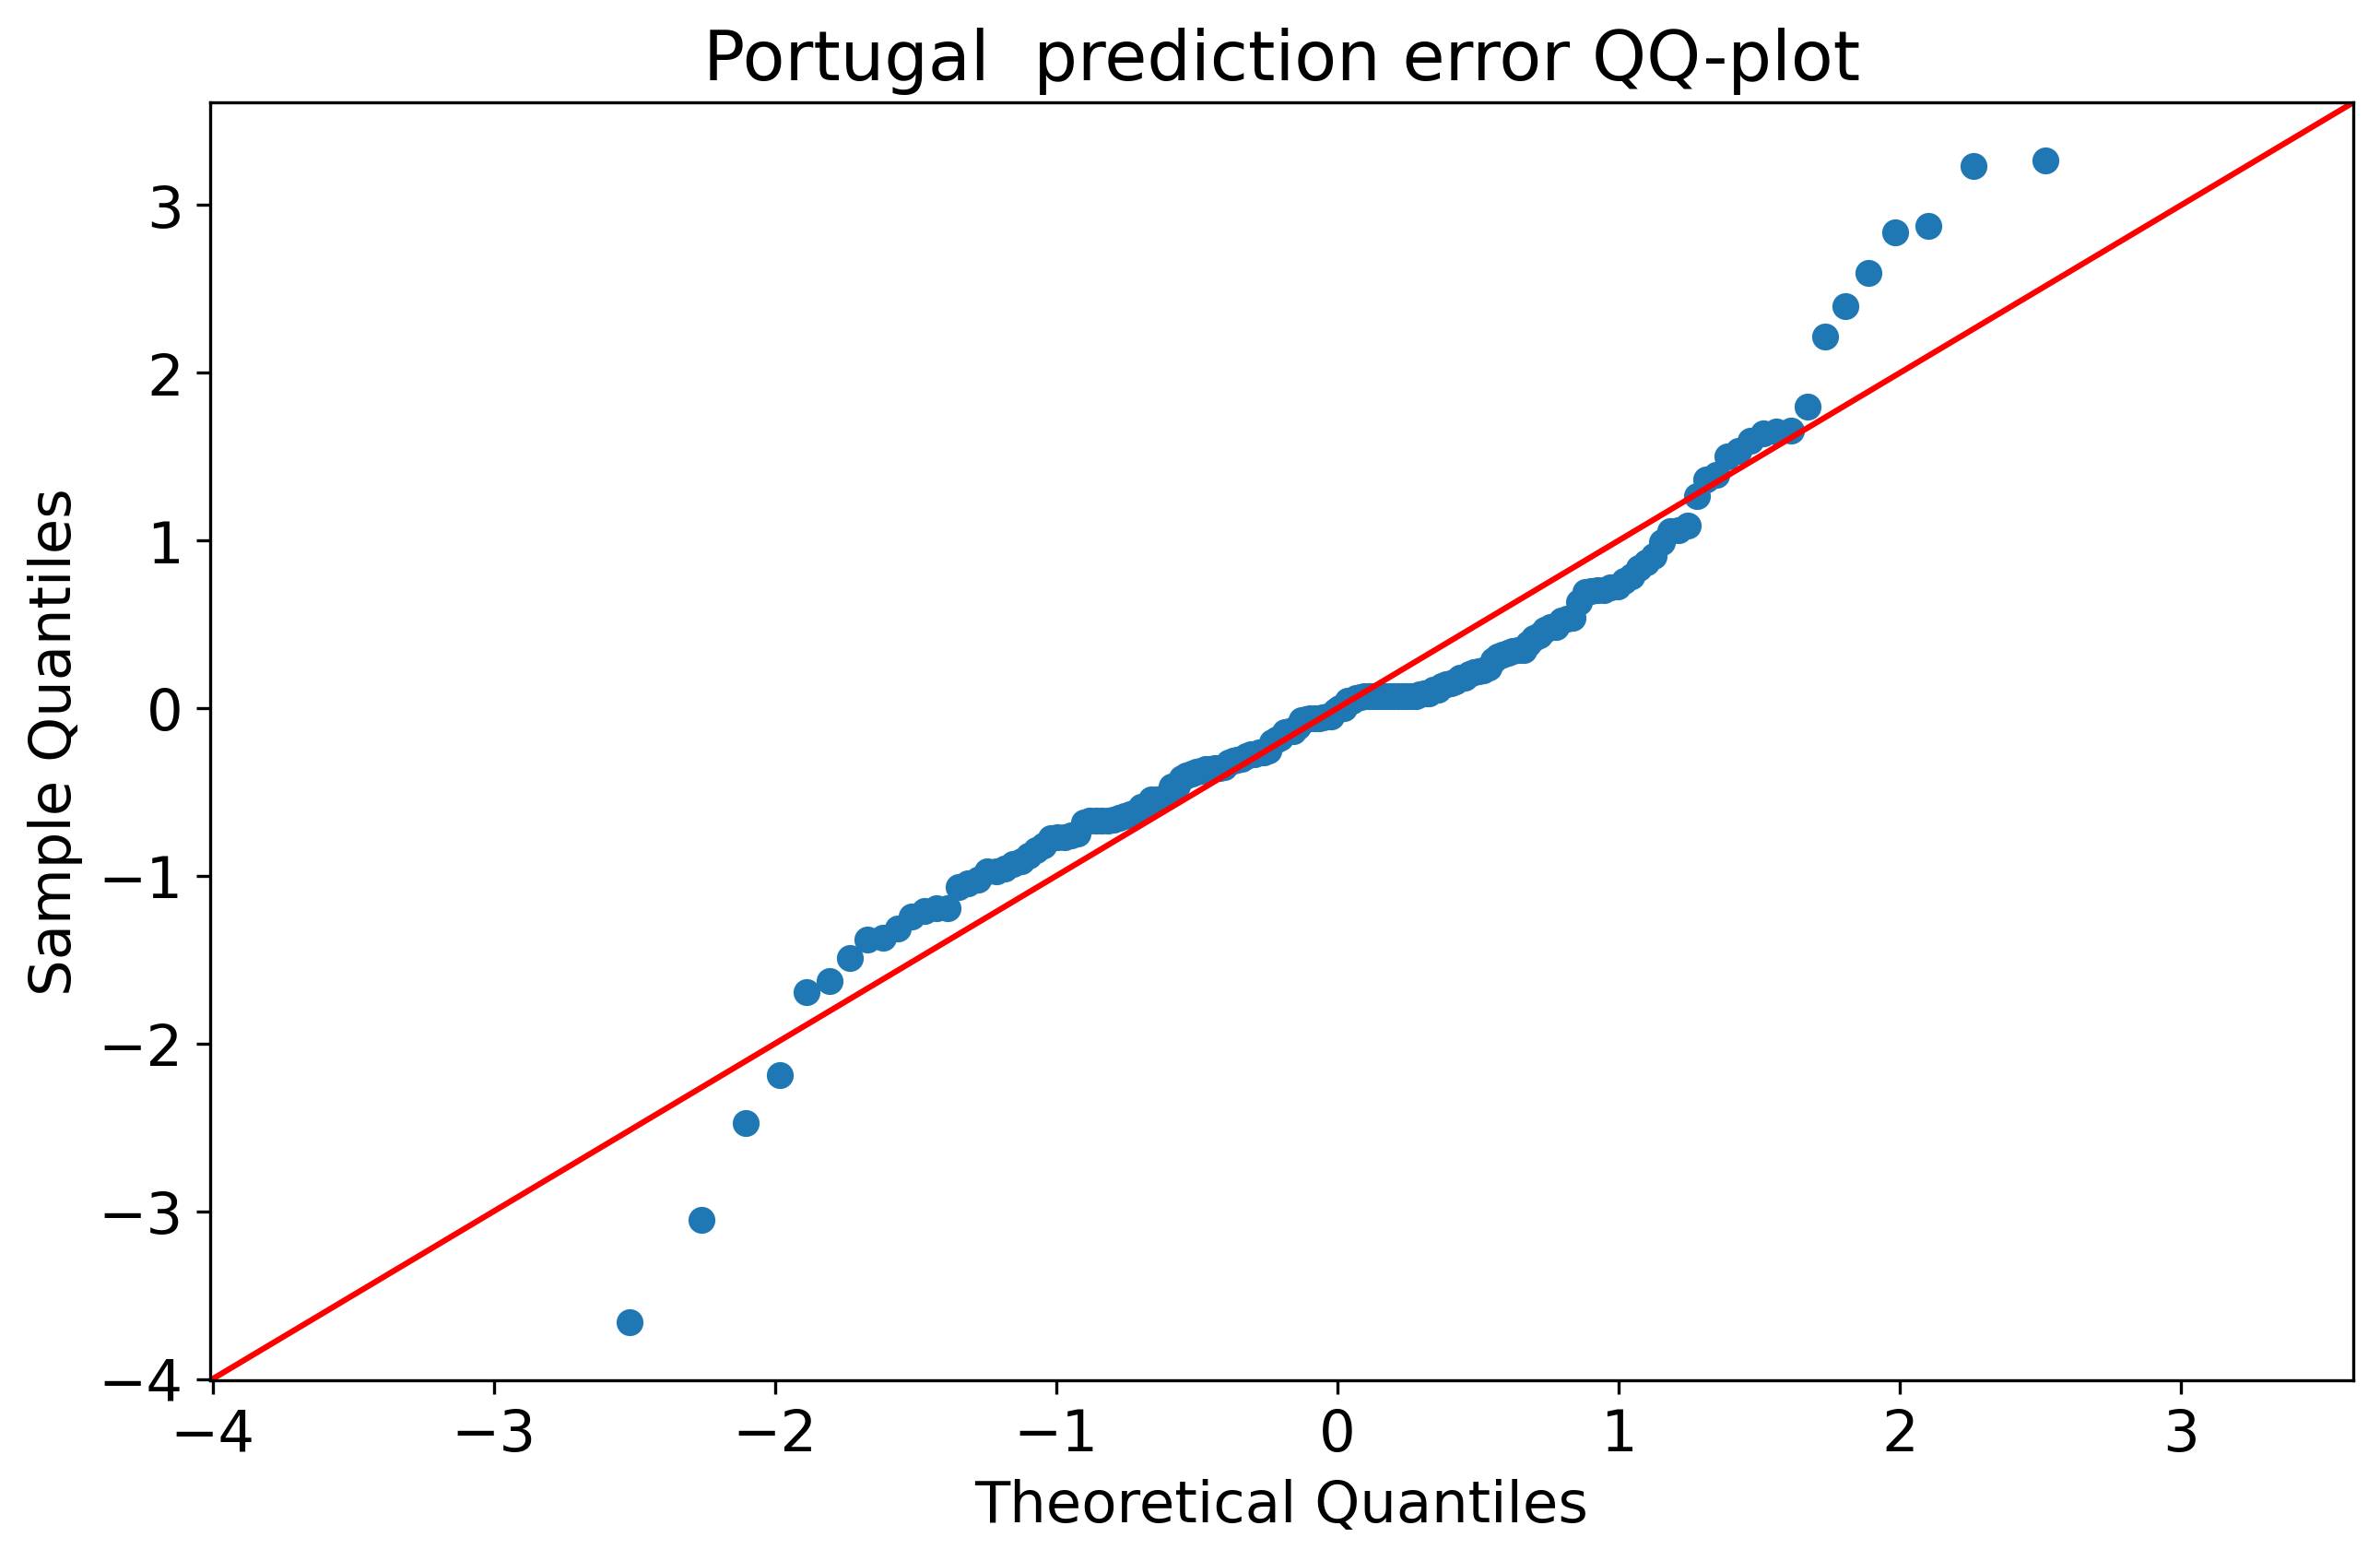 Portugal  prediction error QQ-plot
Sample Quantiles
3
2
1
0
−1
−2
−3
−4
−4 −3 −2 −1 0 1 2 3
Theoretical Quantiles